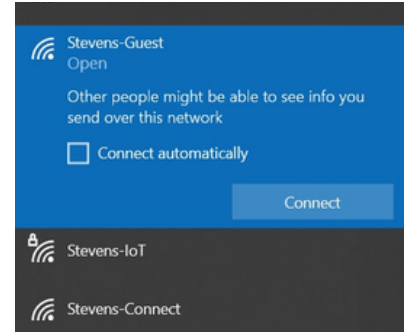 Stevens-Guest
Open
Other people might be able to see info you
send over this network
Connect automatically
Connect
Stevens-IoT
Stevens-Connect